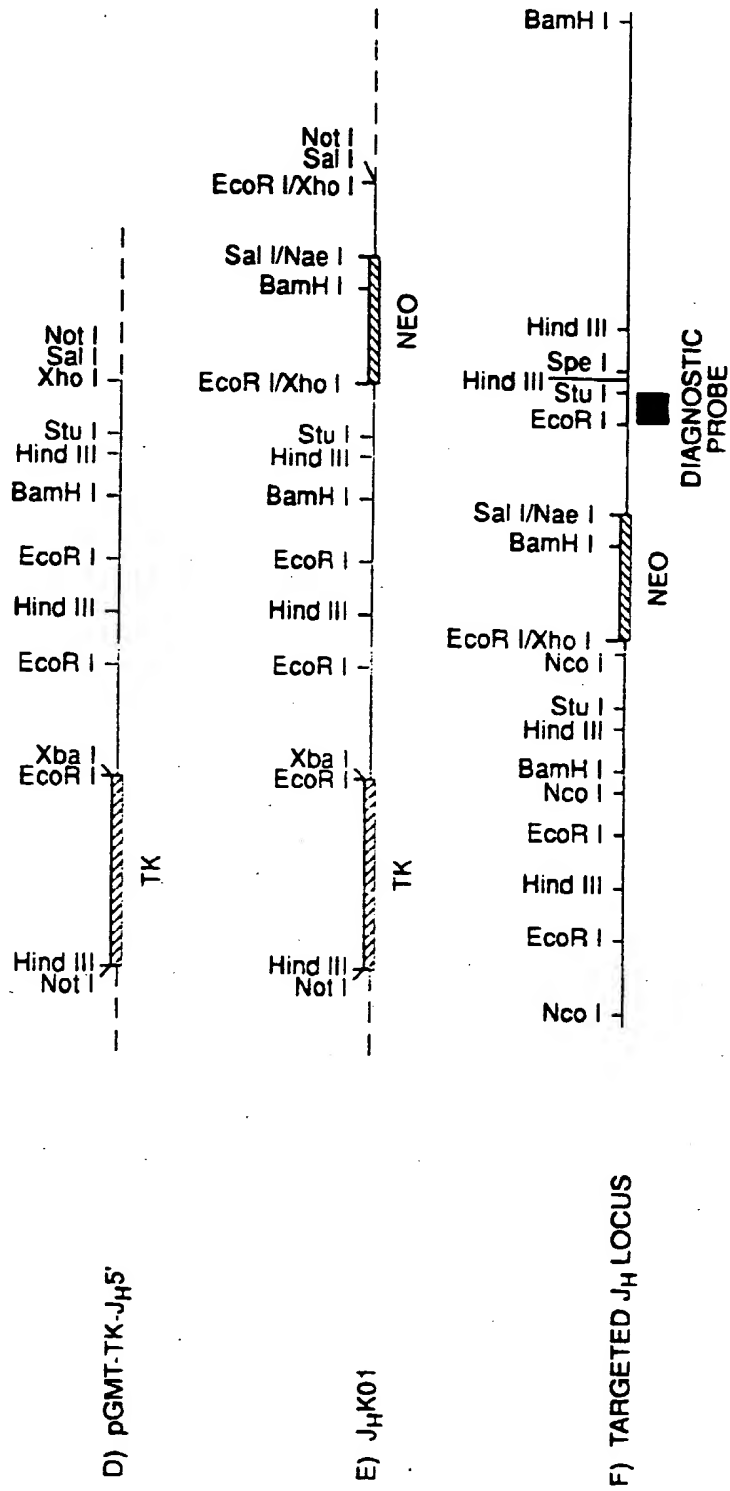 D) pGMT-TK-JH5'
Not I
Hind III
TK
EcoR I
Xba I
EcoR I
Hind III
EcoR I
BamH I
Hind III
Stu I
Xho I
Sal I
Not I
E) JHK01
Not I
Hind III
TK
EcoR I
Xba I
EcoR I
Hind III
EcoR I
BamH I
Hind III
Stu I
EcoR I/Xho I
NEO
BamH I
Sal I/Nae I
EcoR I/Xho I
Sal I
Not I
F) TARGETED JH LOCUS
Nco I
EcoR I
Hind III
EcoR I
Nco I
BamH I
Hind III
Stu I
Nco I
EcoR I/Xho I
NEO
BamH I
Sal I/Nae I
EcoR I
Stu I
Hind III
Spe I
Hind III
BamH I
DIAGNOSTIC
PROBE